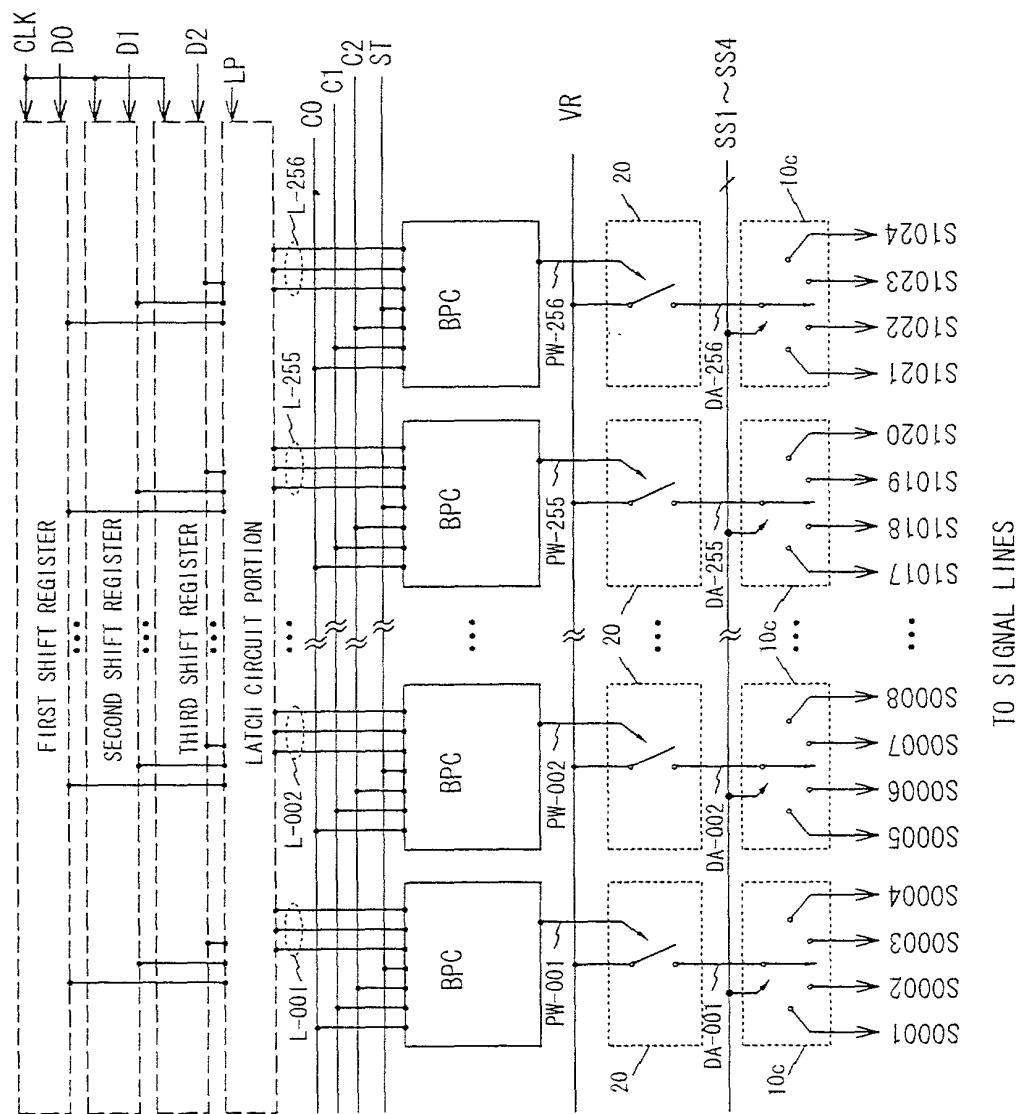 CLK
D0
D1
D2
LP
FIRST SHIFT REGISTER
SECOND SHIFT REGISTER
THIRD SHIFT REGISTER
LATCH CIRCUIT PORTION
L-001
L-002
L-255
L-256
C0
C1
C2
ST
BPC
BPC
BPC
BPC
PW-001
PW-002
PW-255
PW-256
VR
20
20
20
20
DA-001
DA-002
DA-255
DA-256
SS1~SS4
10c
10c
10c
10c
S0001
S0002
S0003
S0004
S0005
S0006
S0007
S0008
S1017
S1018
S1019
S1020
S1021
S1022
S1023
S1024
TO SIGNAL LINES